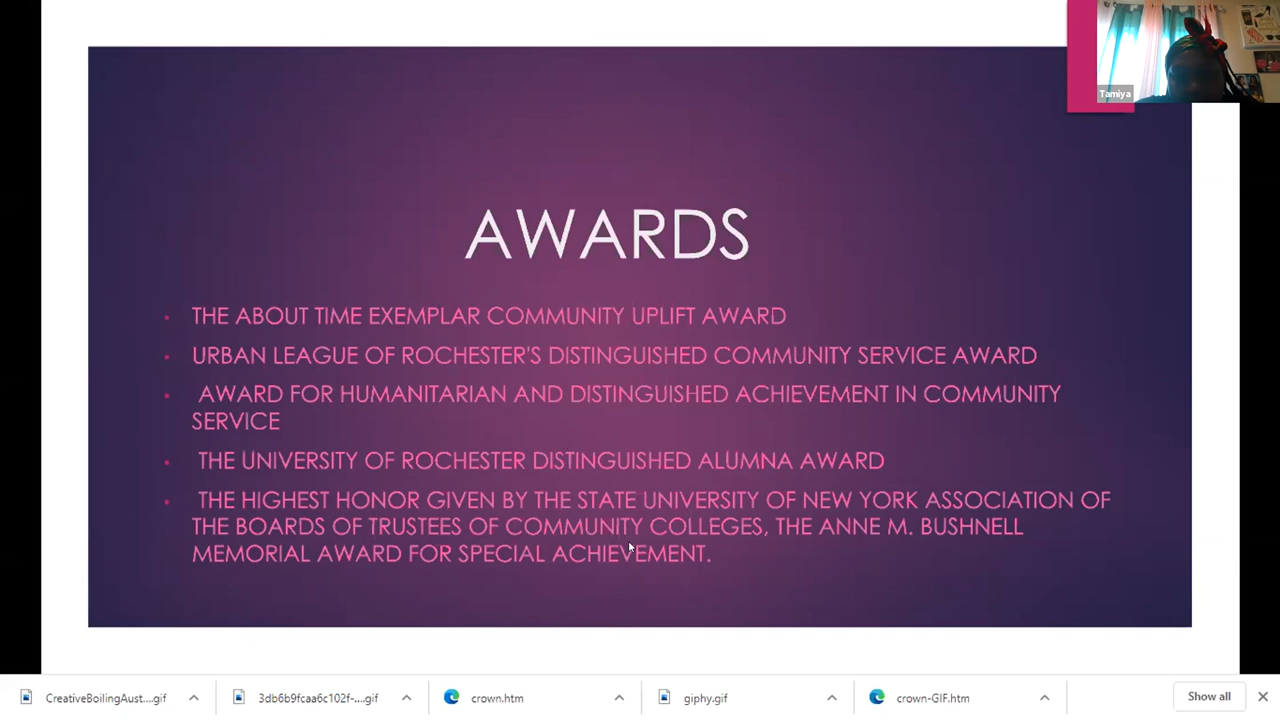 Tamiya
AWARDS
• THE ABOUT TIME EXEMPLAR COMMUNITY UPLIFT AWARD
• URBAN LEAGUE OF ROCHESTER'S DISTINGUISHED COMMUNITY SERVICE AWARD
• AWARD FOR HUMANITARIAN AND DISTINGUISHED ACHIEVEMENT IN COMMUNITY
SERVICE
• THE UNIVERSITY OF ROCHESTER DISTINGUISHED ALUMNA AWARD
• THE HIGHEST HONOR GIVEN BY THE STATE UNIVERSITY OF NEW YORK ASSOCIATION OF
THE BOARDS OF TRUSTEES OF COMMUNITY COLLEGES, THE ANNE M. BUSHNELL
MEMORIAL AWARD FOR SPECIAL ACHIEVEMENT.
CreativeBoilingAust....gif
3db6b9fcaa6c102f-....gif
crown.htm
giphy.gif
crown-GIF.htm
Show all